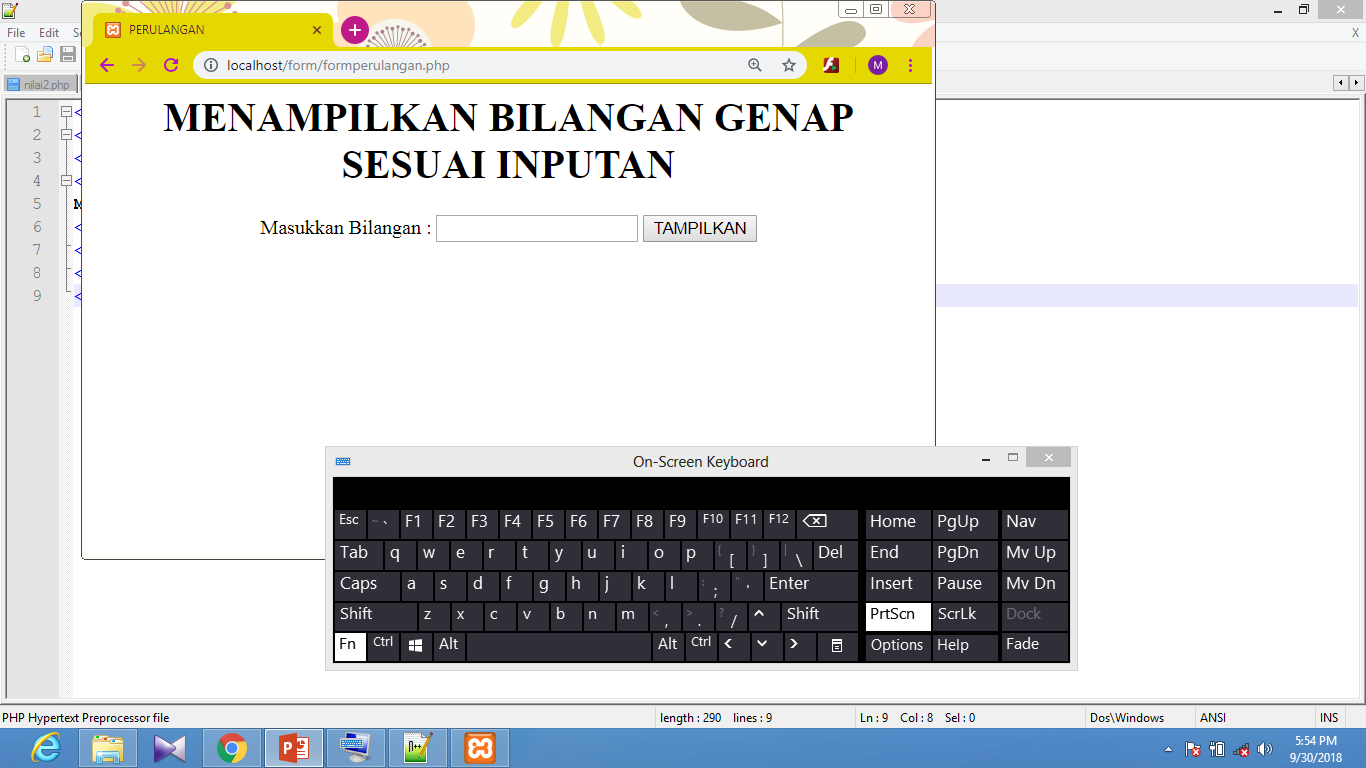 File Edit S
X
nilai2.php
PERULANGAN
localhost/form/formperulangan.php
M
MENAMPILKAN BILANGAN GENAP
SESUAI INPUTAN
Masukkan Bilangan : TAMPILKAN
1 <
2 <
3 <
4 <
5 M
6 <
7 <
8 <
9 <
On-Screen Keyboard
Esc ~ ` F1 F2 F3 F4 F5 F6 F7 F8 F9 F10 F11 F12 Home PgUp Nav
Tab q w e r t y u i o p { [ } ] | \ Del End PgDn Mv Up
Caps a s d f g h j k l : ; " ' Enter Insert Pause Mv Dn
Shift z x c v b n m < , > . ? / Shift PrtScn ScrLk Dock
Fn Ctrl Alt Alt Ctrl Options Help Fade
PHP Hypertext Preprocessor file length : 290 lines : 9 Ln : 9 Col : 8 Sel : 0 Dos\Windows ANSI INS
N++ P
5:54 PM
9/30/2018